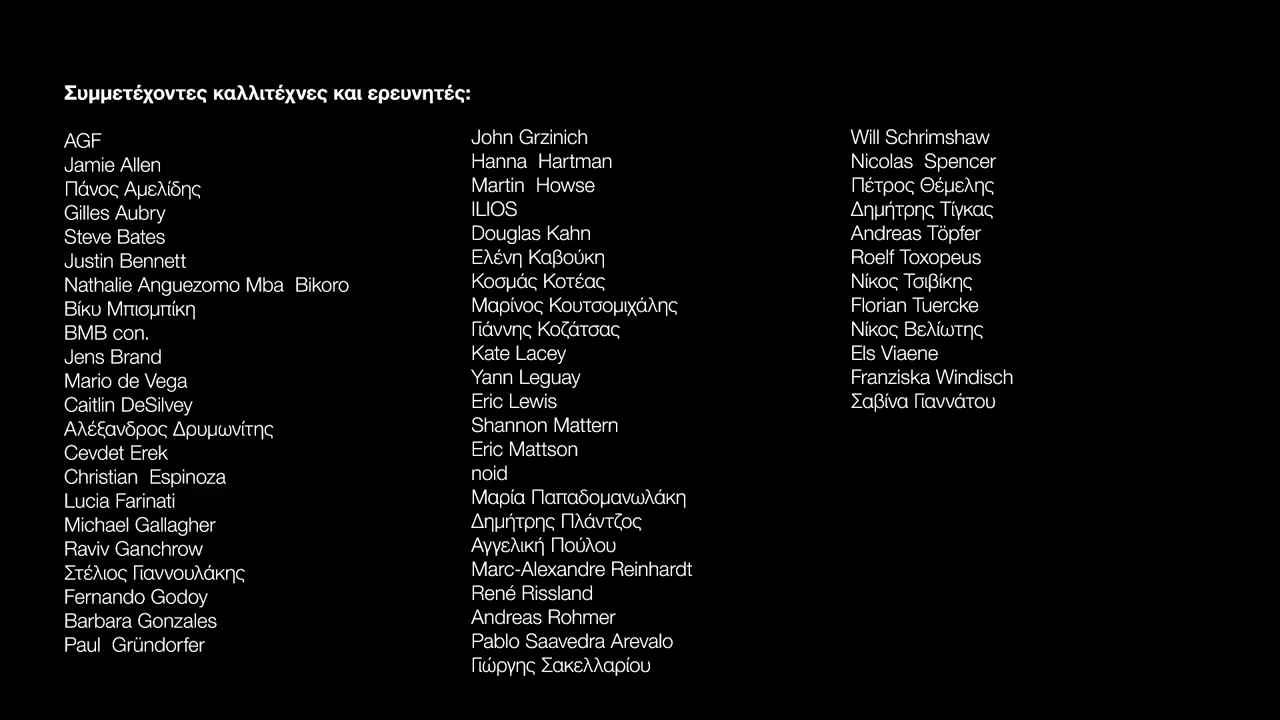 Συμμετέχοντες καλλιτέχνες και ερευνητές:
AGF
Jamie Allen
Πάνος Αμελίδης
Gilles Aubry
Steve Bates
Justin Bennett
Nathalie Anguezomo Mba  Bikoro
Βίκυ Μπισμπίκη
BMB con.
Jens Brand
Mario de Vega
Caitlin DeSilvey
Αλέξανδρος Δρυμωνίτης
Cevdet Erek
Christian  Espinoza
Lucia Farinati
Michael Gallagher
Raviv Ganchrow
Στέλιος Γιαννουλάκης
Fernando Godoy
Barbara Gonzales
Paul  Gründorfer
John Grzinich
Hanna  Hartman
Martin  Howse
ILIOS
Douglas Kahn
Ελένη Καβούκη
Κοσμάς Κοτέας
Μαρίνος Κουτσομιχάλης
Γιάννης Κοζάτσας
Kate Lacey
Yann Leguay
Eric Lewis
Shannon Mattern
Eric Mattson
noid
Μαρία Παπαδομανωλάκη
Δημήτρης Πλάντζος
Αγγελική Πούλου
Marc-Alexandre Reinhardt
René Rissland
Andreas Rohmer
Pablo Saavedra Arevalo
Γιώργης Σακελλαρίου
Will Schrimshaw
Nicolas  Spencer
Πέτρος Θέμελης
Δημήτρης Τίγκας
Andreas Töpfer
Roelf Toxopeus
Νίκος Τσιβίκης
Florian Tuercke
Νίκος Βελίωτης
Els Viaene
Franziska Windisch
Σαβίνα Γιαννάτου